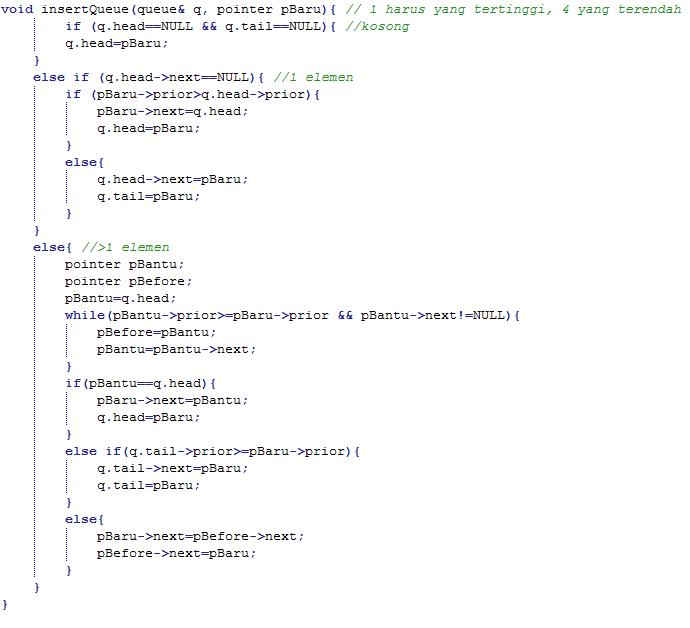 void insertQueue(queue& q, pointer pBaru){ // 1 harus yang tertinggi, 4 yang terendah
if (q.head==NULL && q.tail==NULL){ //kosong
q.head=pBaru;
}
else if (q.head->next==NULL){ //1 elemen
if (pBaru->prior>q.head->prior){
pBaru->next=q.head;
q.head=pBaru;
}
else{
q.head->next=pBaru;
q.tail=pBaru;
}
}
else{ //>1 elemen
pointer pBantu;
pointer pBefore;
pBantu=q.head;
while(pBantu->prior>=pBaru->prior && pBantu->next!=NULL){
pBefore=pBantu;
pBantu=pBantu->next;
}
if(pBantu==q.head){
pBaru->next=pBantu;
q.head=pBaru;
}
else if(q.tail->prior>=pBaru->prior){
q.tail->next=pBaru;
q.tail=pBaru;
}
else{
pBaru->next=pBefore->next;
pBefore->next=pBaru;
}
}
}